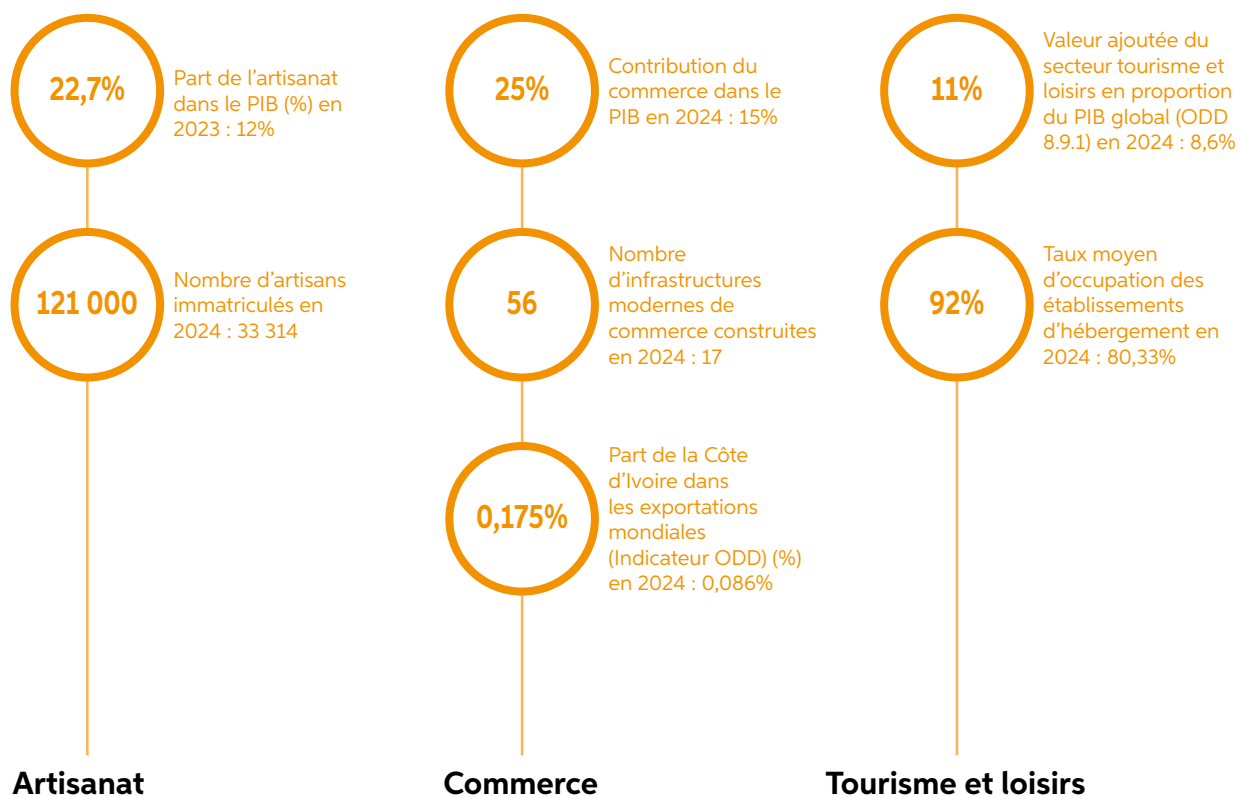 22,7%
Part de l'artisanat
dans le PIB (%) en
2023 : 12%
121 000
Nombre d'artisans
immatriculés en
2024 : 33 314
Artisanat
25%
Contribution du
commerce dans le
PIB en 2024 : 15%
56
Nombre
d'infrastructures
modernes de
commerce construites
en 2024 : 17
0,175%
Part de la Côte
d'Ivoire dans
les exportations
mondiales
(Indicateur ODD) (%)
en 2024 : 0,086%
Commerce
11%
Valeur ajoutée du
secteur tourisme et
loisirs en proportion
du PIB global (ODD
8.9.1) en 2024 : 8,6%
92%
Taux moyen
d'occupation des
établissements
d'hébergement en
2024 : 80,33%
Tourisme et loisirs